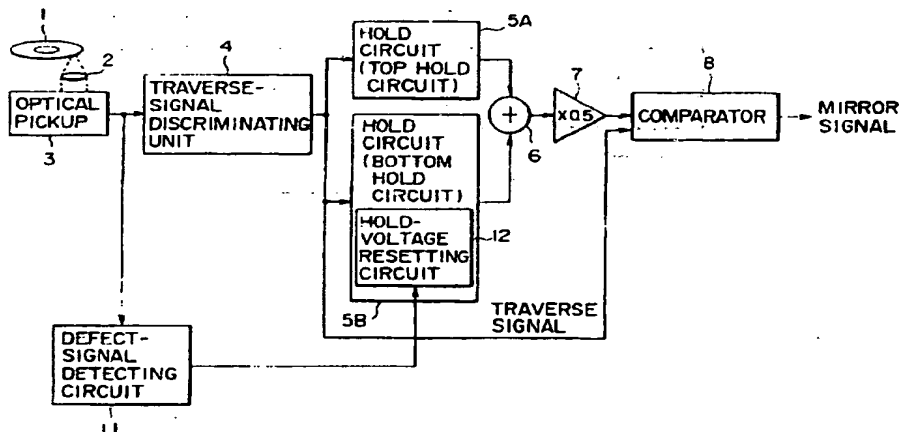 1
2
OPTICAL
PICKUP
3
4
TRAVERSE-
SIGNAL
DISCRIMINATING
UNIT
5A
HOLD
CIRCUIT
(TOP HOLD
CIRCUIT)
HOLD
CIRCUIT
(BOTTOM
HOLD
CIRCUIT)
HOLD-
VOLTAGE
RESETTING
CIRCUIT
12
5B
+
6
7
X0.5
8
COMPARATOR
MIRROR
SIGNAL
TRAVERSE
SIGNAL
DEFECT-
SIGNAL
DETECTING
CIRCUIT
11